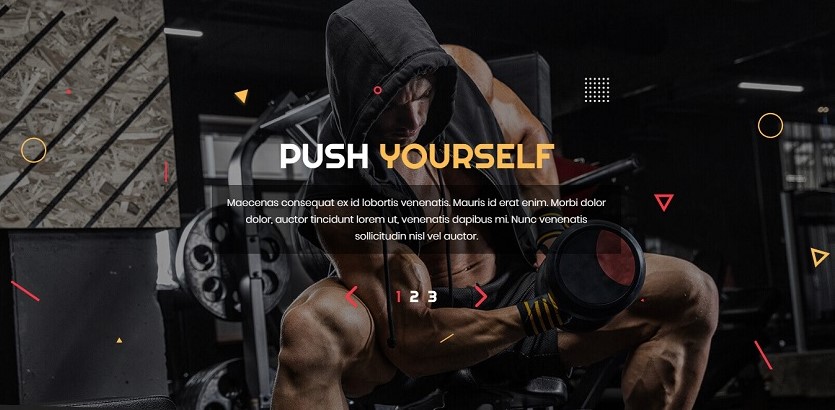 PUSH YOURSELF
Maecenas consequat ex id lobortis venenatis. Mauris id erat enim. Morbi dolor
dolor, auctor tincidunt lorem ut, venenatis dapibus mi. Nunc venenatis
sollicitudin nisl vel auctor.
1 2 3